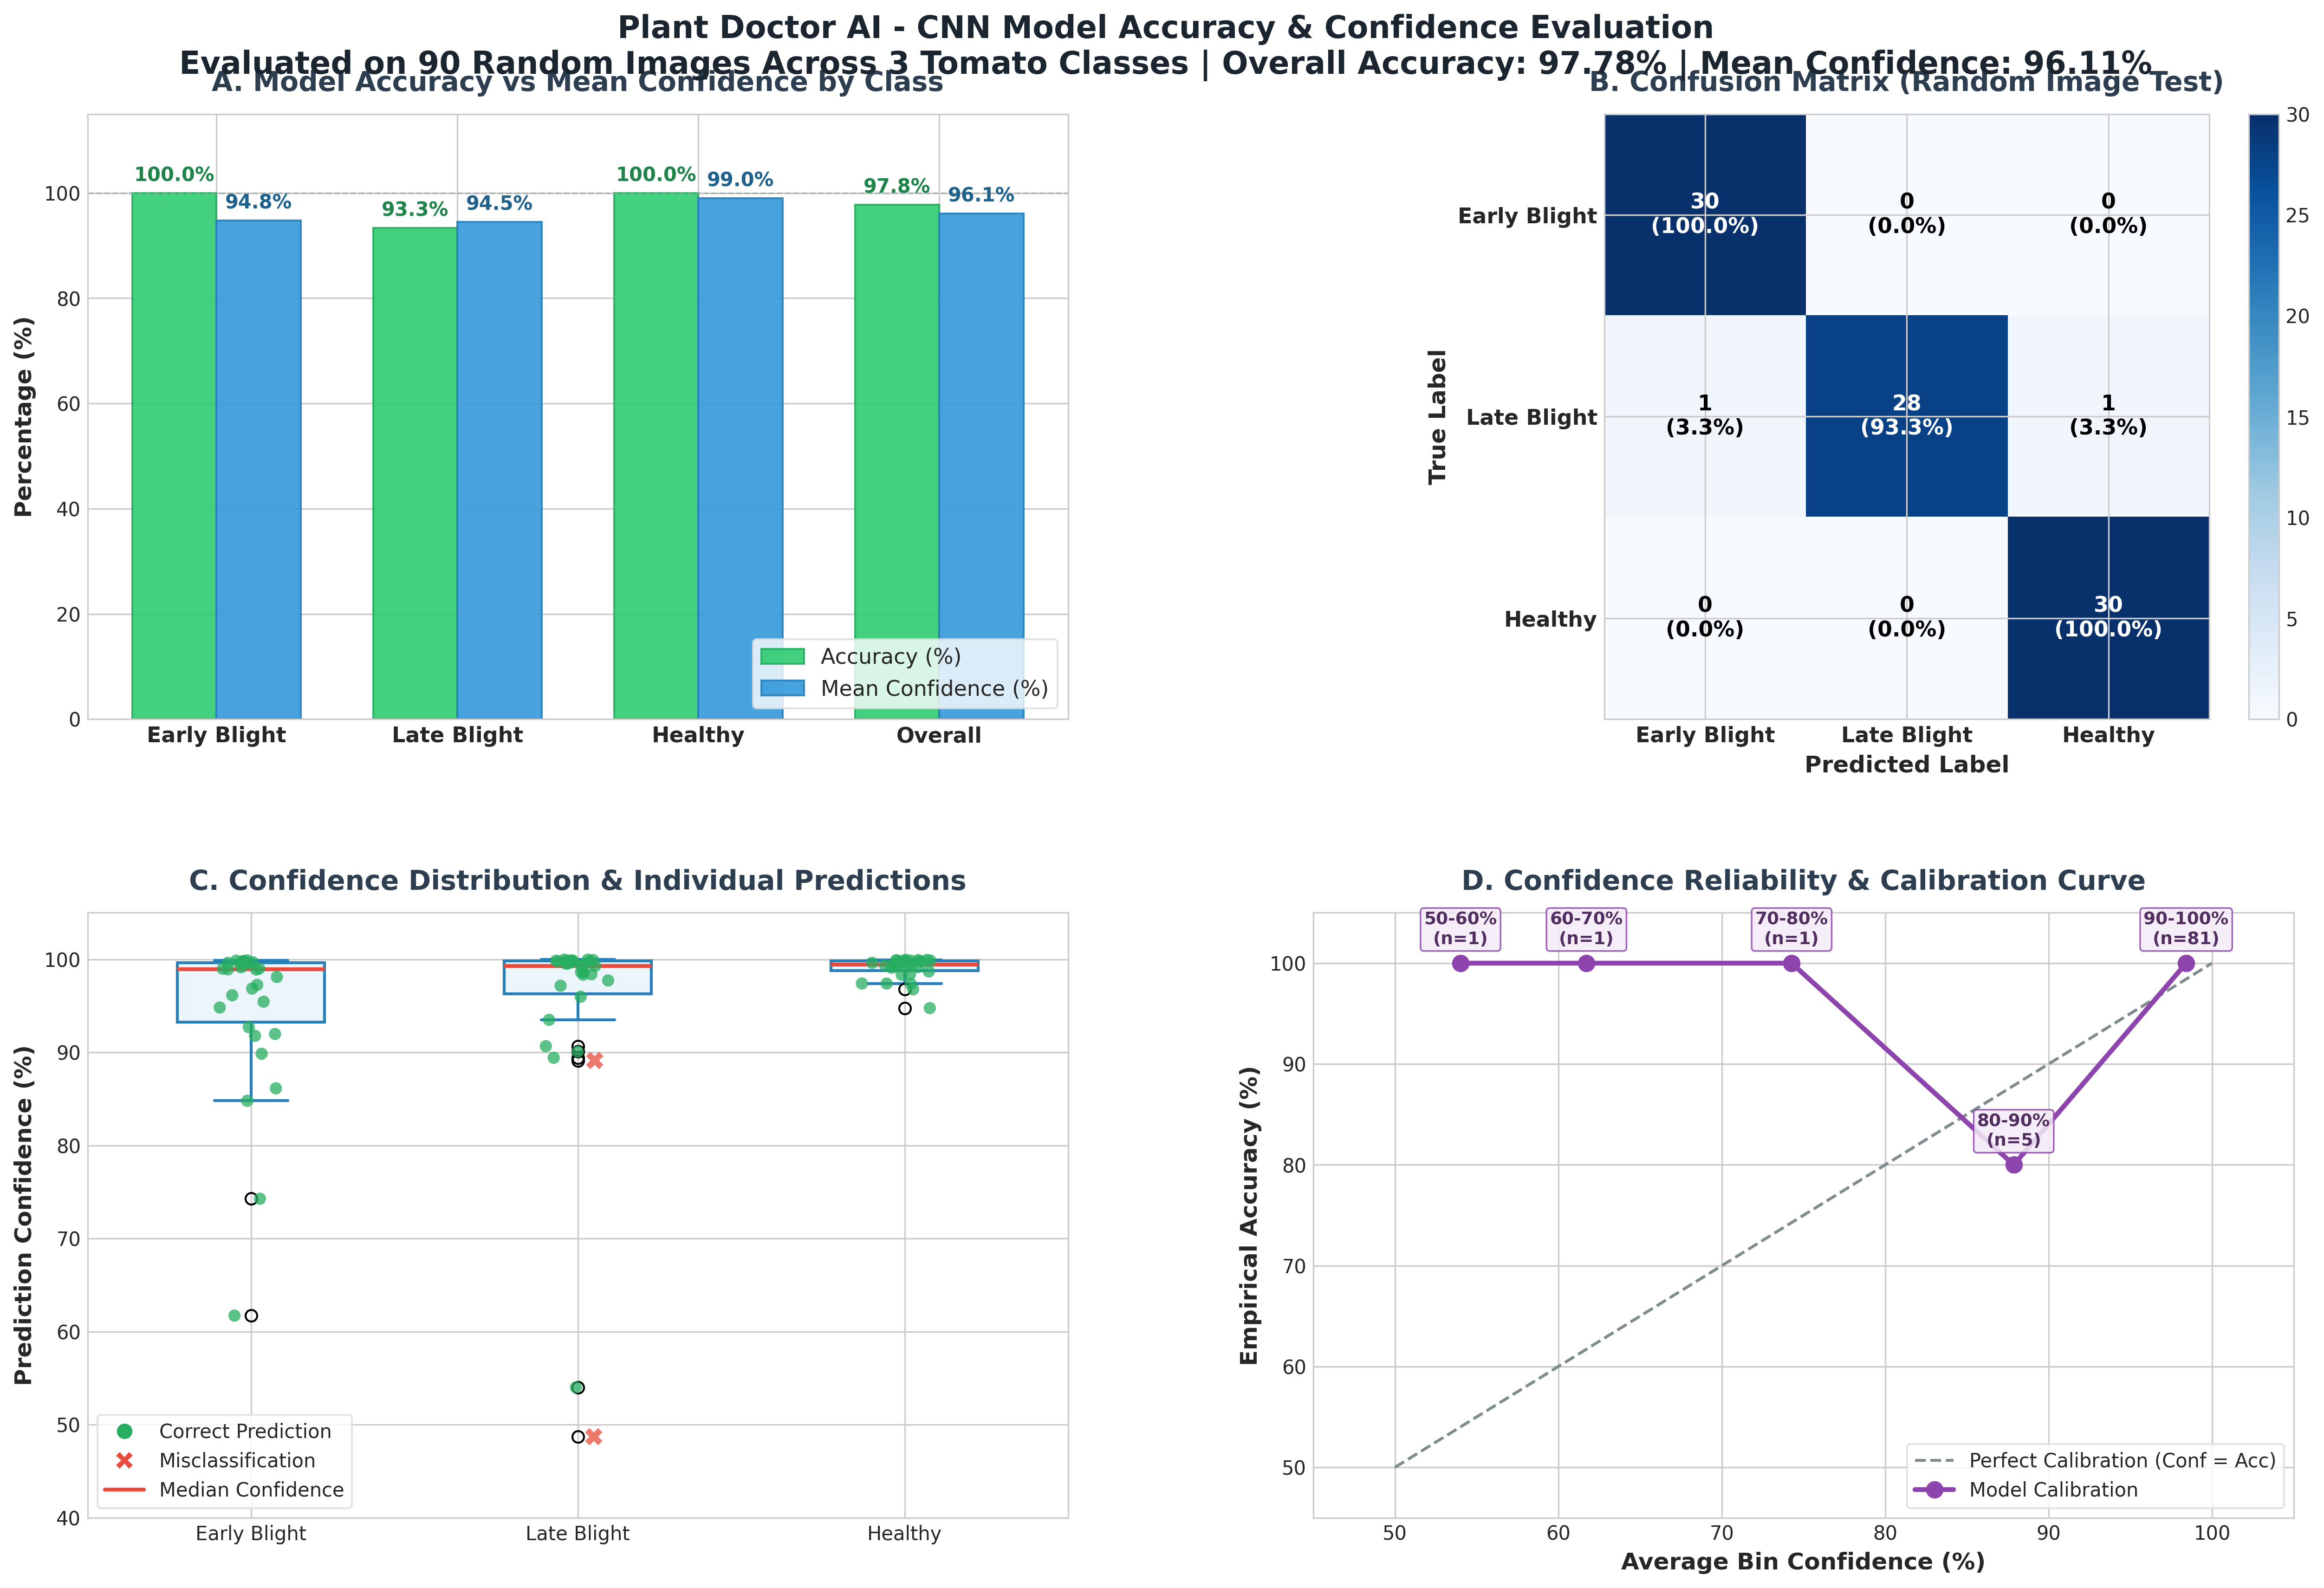 Plant Doctor AI - CNN Model Accuracy & Confidence Evaluation
Evaluated on 90 Random Images Across 3 Tomato Classes | Overall Accuracy: 97.78% | Mean Confidence: 96.11%
A. Model Accuracy vs Mean Confidence by Class
Percentage (%)
100
80
60
40
20
0
100.0%
94.8%
93.3%
94.5%
100.0%
99.0%
97.8%
96.1%
Accuracy (%)
Mean Confidence (%)
Early Blight
Late Blight
Healthy
Overall
B. Confusion Matrix (Random Image Test)
True Label
Early Blight
Late Blight
Healthy
30
(100.0%)
0
(0.0%)
0
(0.0%)
1
(3.3%)
28
(93.3%)
1
(3.3%)
0
(0.0%)
0
(0.0%)
30
(100.0%)
Early Blight
Late Blight
Healthy
Predicted Label
30
25
20
15
10
5
0
C. Confidence Distribution & Individual Predictions
Prediction Confidence (%)
100
90
80
70
60
50
40
Correct Prediction
Misclassification
Median Confidence
Early Blight
Late Blight
Healthy
D. Confidence Reliability & Calibration Curve
Empirical Accuracy (%)
100
90
80
70
60
50
50-60%
(n=1)
60-70%
(n=1)
70-80%
(n=1)
80-90%
(n=5)
90-100%
(n=81)
Perfect Calibration (Conf = Acc)
Model Calibration
50
60
70
80
90
100
Average Bin Confidence (%)